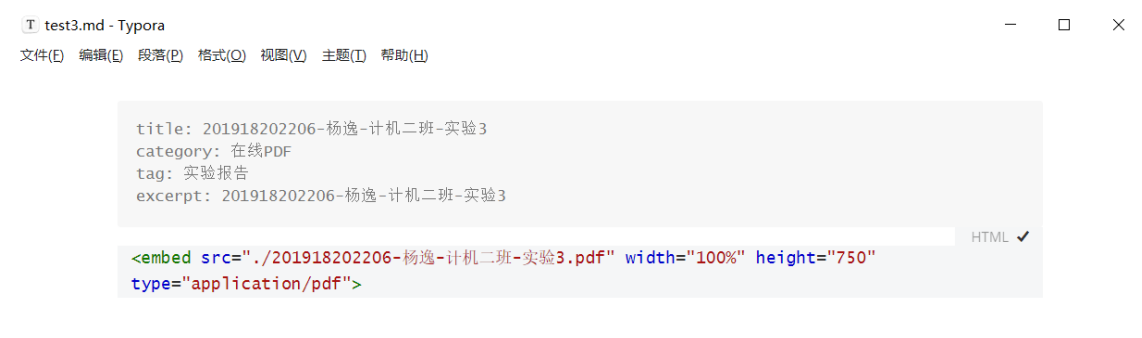 test3.md - Typora
文件(F) 编辑(E) 段落(P) 格式(O) 视图(V) 主题(T) 帮助(H)
title: 201918202206-杨逸-计机二班-实验3
category: 在线PDF
tag: 实验报告
excerpt: 201918202206-杨逸-计机二班-实验3
HTML
<embed src="./201918202206-杨逸-计机二班-实验3.pdf" width="100%" height="750"
type="application/pdf">